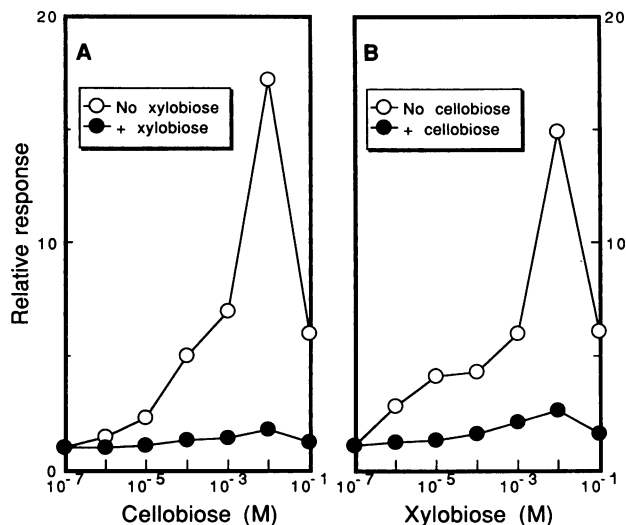 20
20
A
B
No xylobiose
+ xylobiose
No cellobiose
+ cellobiose
Relative response
10
10
0
10⁻⁷ 10⁻⁵ 10⁻³ 10⁻¹
10⁻⁷ 10⁻⁵ 10⁻³ 10⁻¹
Cellobiose (M)
Xylobiose (M)